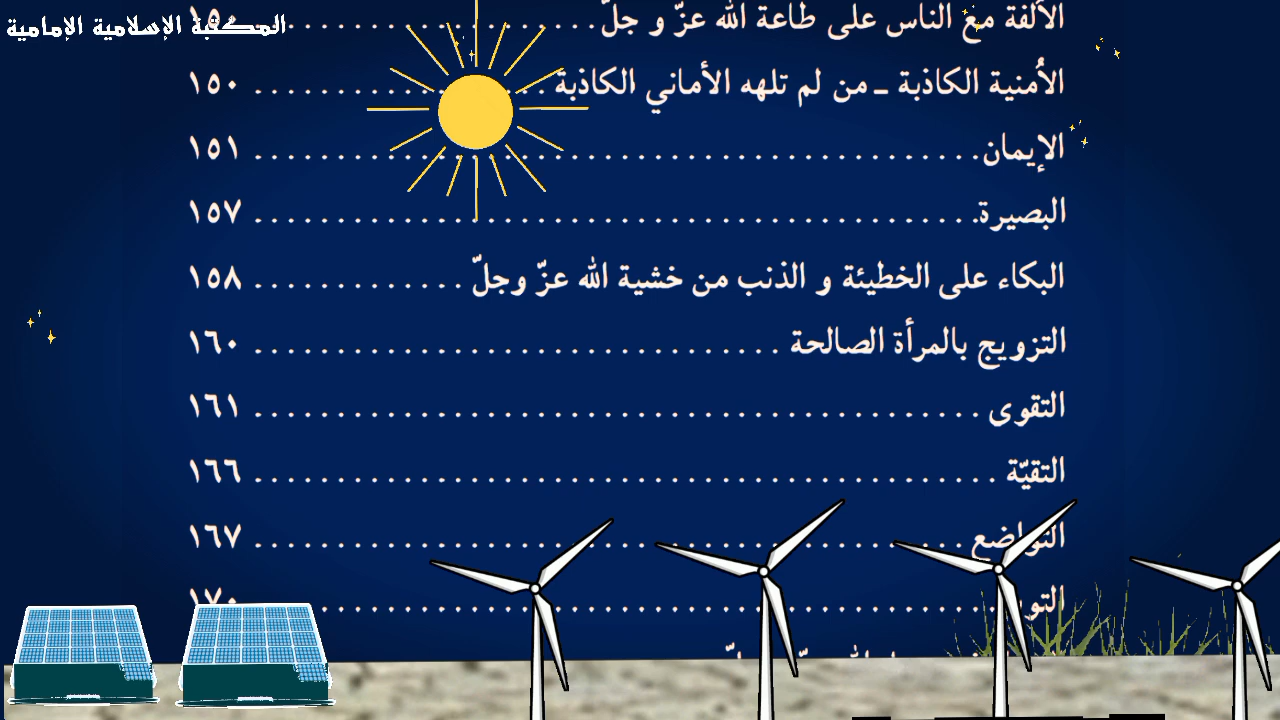 المكتبة الإسلامية الإمامية
الألفة مع الناس على طاعة الله عزّ و جلّ
الأُمنية الكاذبة ـ من لم تلهه الأماني الكاذبة ١٥٠
الإيمان ١٥١
البصيرة ١٥٧
البكاء على الخطيئة و الذنب من خشية الله عزّ وجلّ ١٥٨
التزويج بالمرأة الصالحة ١٦٠
التقوى ١٦١
التقيّة ١٦٦
التواضع ١٦٧
١٧٠